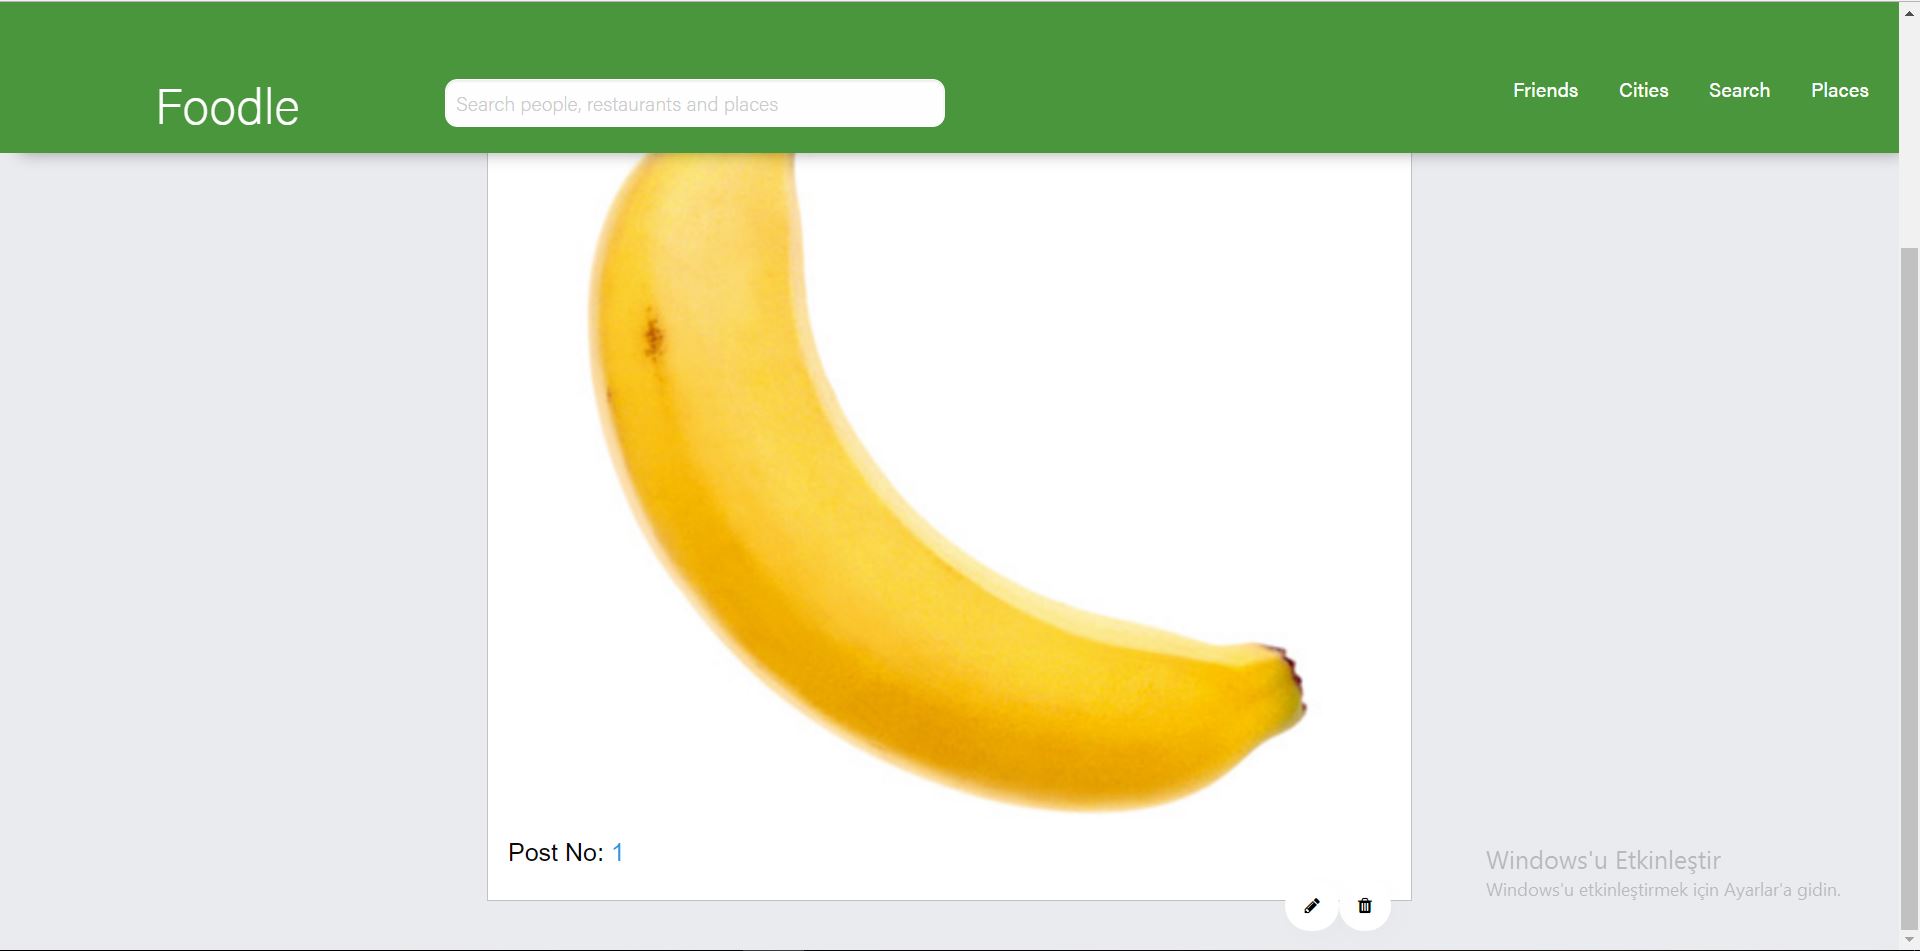 Foodle
Search people, restaurants and places
Friends
Cities
Search
Places
Post No: 1
Windows'u Etkinleştir
Windows'u etkinleştirmek için Ayarlar'a gidin.